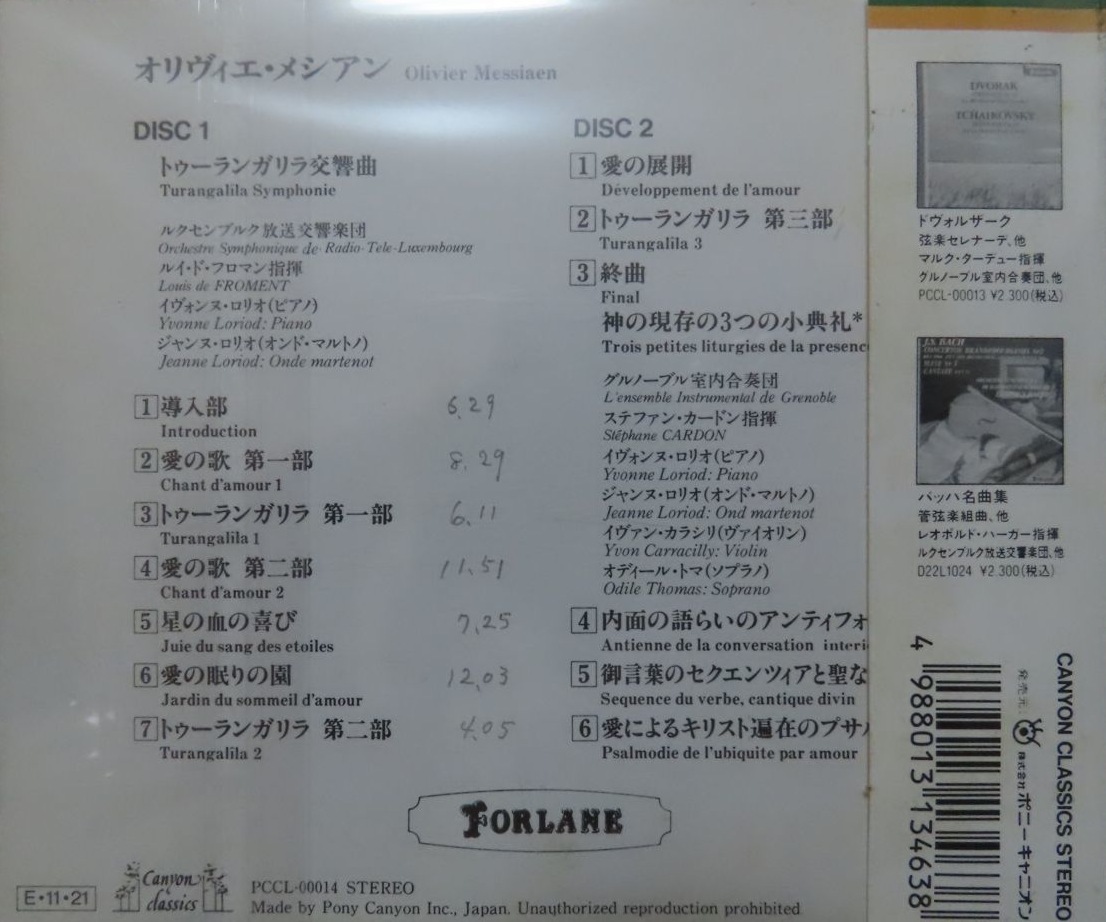 オリヴィエ・メシアン Olivier Messiaen
DISC 1
トゥーランガリラ交響曲
Turangalila Symphonie
ルクセンブルク放送交響楽団
Orchestre Symphonique de Radio-Tele-Luxembourg
ルイ・ド・フロマン指揮
Louis de FROMENT
イヴォンヌ・ロリオ(ピアノ)
Yvonne Loriod: Piano
ジャンヌ・ロリオ(オンド・マルトノ)
Jeanne Loriod: Onde martenot
1 導入部 6.29
Introduction
2 愛の歌 第一部 8.29
Chant d'amour 1
3 トゥーランガリラ 第一部 6.11
Turangalila 1
4 愛の歌 第二部 11.51
Chant d'amour 2
5 星の血の喜び 7.25
Juie du sang des etoiles
6 愛の眠りの園 12.03
Jardin du sommeil d'amour
7 トゥーランガリラ 第二部 4.05
Turangalila 2
DISC 2
1 愛の展開
Développement de l'amour
2 トゥーランガリラ 第三部
Turangalila 3
3 終曲
Final
神の現存の3つの小典礼*
Trois petites liturgies de la presenc
グルノーブル室内合奏団
L'ensemble Instrumental de Grenoble
ステファン・カードン指揮
Stéphane CARDON
イヴォンヌ・ロリオ(ピアノ)
Yvonne Loriod: Piano
ジャンヌ・ロリオ(オンド・マルトノ)
Jeanne Loriod: Ond martenot
イヴァン・カラシリ(ヴァイオリン)
Yvon Carracilly: Violin
オディール・トマ(ソプラノ)
Odile Thomas: Soprano
4 内面の語らいのアンティフォ
Antienne de la conversation interi
5 御言葉のセクエンツィアと聖な
Sequence du verbe, cantique divin
6 愛によるキリスト遍在のプサ
Psalmodie de l'ubiquite par amour
FORLANE
E・11・21
Canyon classics
PCCL-00014 STEREO
Made by Pony Canyon Inc., Japan. Unauthorized reproduction prohibited
DVORAK
TCHAIKOVSKY
ドヴォルザーク
弦楽セレナーデ、他
マルク・ターデュー指揮
グルノーブル室内合奏団、他
PCCL-00013 ¥2.300(税込)
J.S. BACH
バッハ名曲集
管弦楽組曲、他
レオポルド・ハーガー指揮
ルクセンブルク放送交響楽団、他
D22L1024 ¥2.300(税込)
4 988013 134638
発売元:
株式会社 ポニーキャニオン
CANYON CLASSICS STEREO